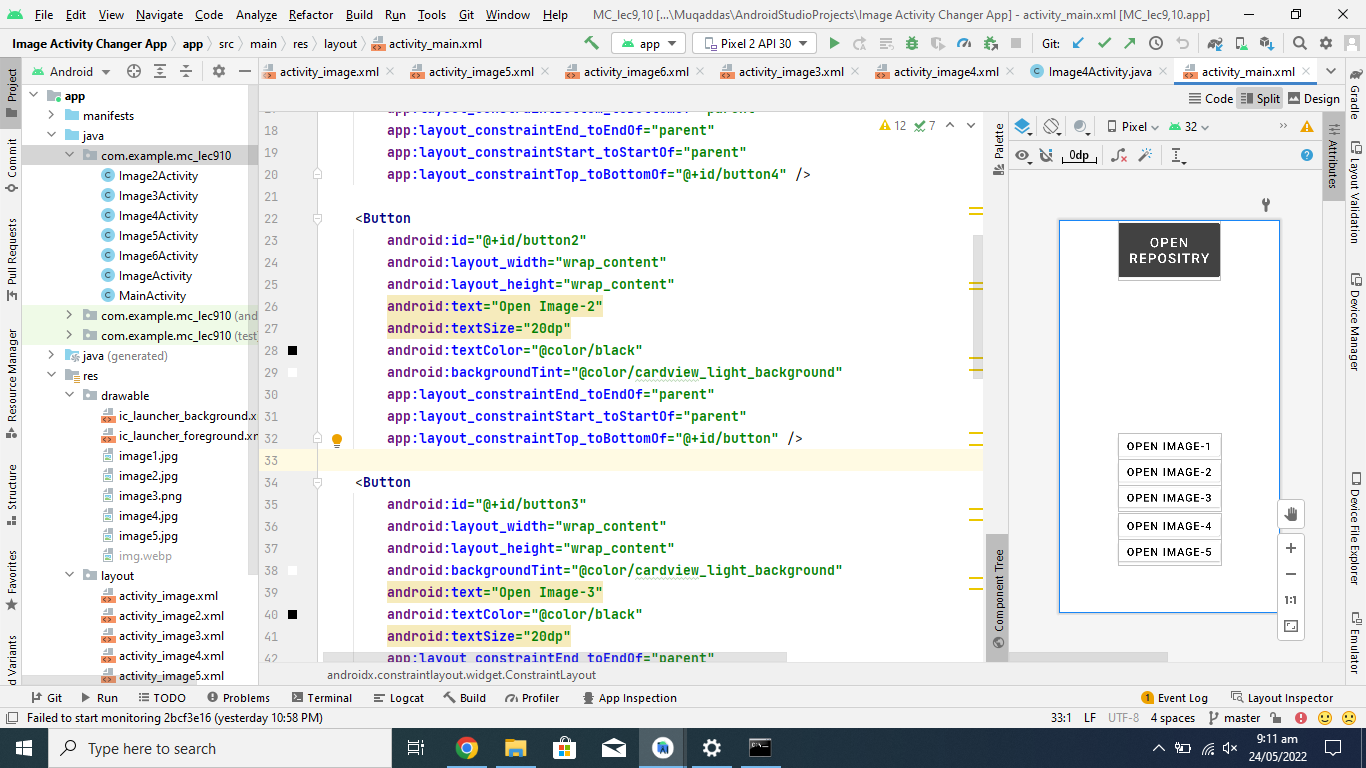 File Edit View Navigate Code Analyze Refactor Build Run Tools Git Window Help MC_lec9,10 [...\Muqaddas\AndroidStudioProjects\Image Activity Changer App] - activity_main.xml [MC_lec9,10.app]
Image Activity Changer App app src main res layout activity_main.xml app Pixel 2 API 30 Git:
Project Android activity_image.xml activity_image5.xml activity_image6.xml activity_image3.xml activity_image4.xml Image4Activity.java activity_main.xml Gradle
Code Split Design
app
manifests
java
com.example.mc_lec910
Image2Activity
Image3Activity
Image4Activity
Image5Activity
Image6Activity
ImageActivity
MainActivity
com.example.mc_lec910 (and
com.example.mc_lec910 (test
java (generated)
res
drawable
ic_launcher_background.x
ic_launcher_foreground.xm
image1.jpg
image2.jpg
image3.png
image4.jpg
image5.jpg
img.webp
layout
activity_image.xml
activity_image2.xml
activity_image3.xml
activity_image4.xml
activity_image5.xml
Commit
Pull Requests
Resource Manager
Structure
Favorites
d Variants
12 7
18 app:layout_constraintEnd_toEndOf="parent"
19 app:layout_constraintStart_toStartOf="parent"
20 app:layout_constraintTop_toBottomOf="@+id/button4" />
21
22 <Button
23 android:id="@+id/button2"
24 android:layout_width="wrap_content"
25 android:layout_height="wrap_content"
26 android:text="Open Image-2"
27 android:textSize="20dp"
28 android:textColor="@color/black"
29 android:backgroundTint="@color/cardview_light_background"
30 app:layout_constraintEnd_toEndOf="parent"
31 app:layout_constraintStart_toStartOf="parent"
32 app:layout_constraintTop_toBottomOf="@+id/button" />
33
34 <Button
35 android:id="@+id/button3"
36 android:layout_width="wrap_content"
37 android:layout_height="wrap_content"
38 android:backgroundTint="@color/cardview_light_background"
39 android:text="Open Image-3"
40 android:textColor="@color/black"
41 android:textSize="20dp"
42 app:layout_constraintEnd_toEndOf="parent"
androidx.constraintlayout.widget.ConstraintLayout
Palette
Component Tree
Pixel 32
0dp
OPEN
REPOSITRY
OPEN IMAGE-1
OPEN IMAGE-2
OPEN IMAGE-3
OPEN IMAGE-4
OPEN IMAGE-5
1:1
Attributes
Layout Validation
Device Manager
Device File Explorer
Emulator
Git Run TODO Problems Terminal Logcat Build Profiler App Inspection 1 Event Log Layout Inspector
Failed to start monitoring 2bcf3e16 (yesterday 10:58 PM) 33:1 LF UTF-8 4 spaces master
Type here to search
9:11 am
24/05/2022